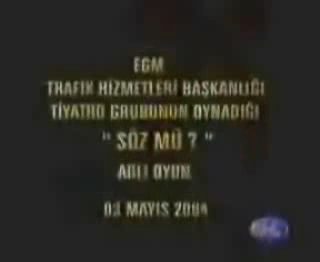 EGM
TRAFİK HİZMETLERİ BAŞKANLIĞI
TİYATRO GRUBUNUN OYNADIĞI
" SÖZ MÜ ? "
ADLI OYUN
03 MAYIS 2004